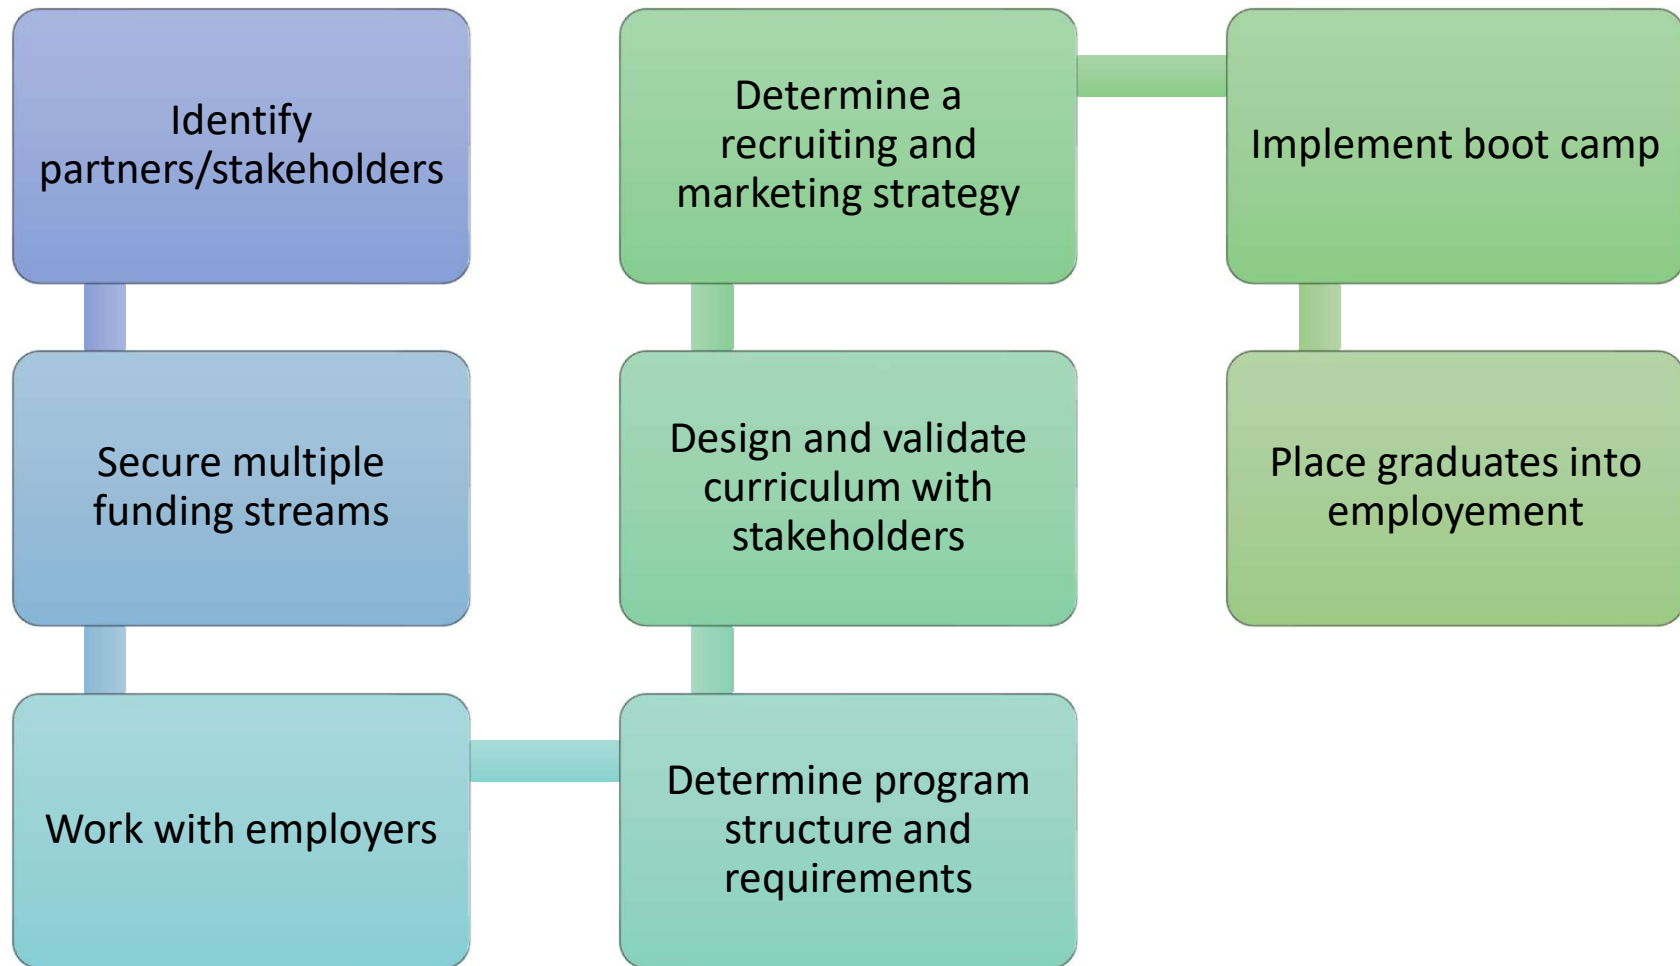 Identify
partners/stakeholders
Secure multiple
funding streams
Work with employers
Determine program
structure and
requirements
Design and validate
curriculum with
stakeholders
Determine a
recruiting and
marketing strategy
Implement boot camp
Place graduates into
employement